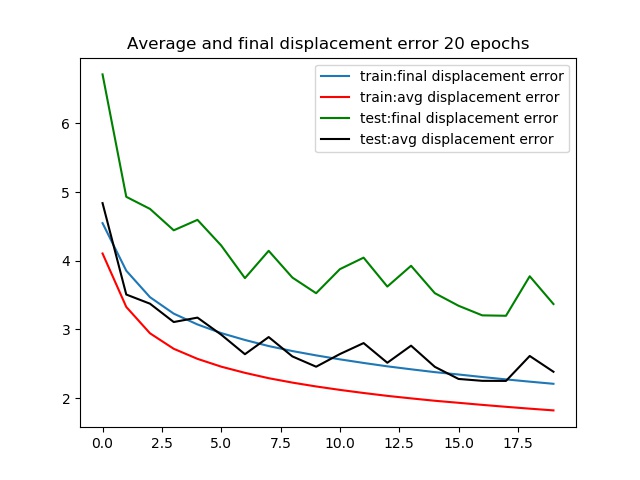 Average and final displacement error 20 epochs
train:final displacement error
train:avg displacement error
test:final displacement error
test:avg displacement error
6
5
4
3
2
0.0 2.5 5.0 7.5 10.0 12.5 15.0 17.5